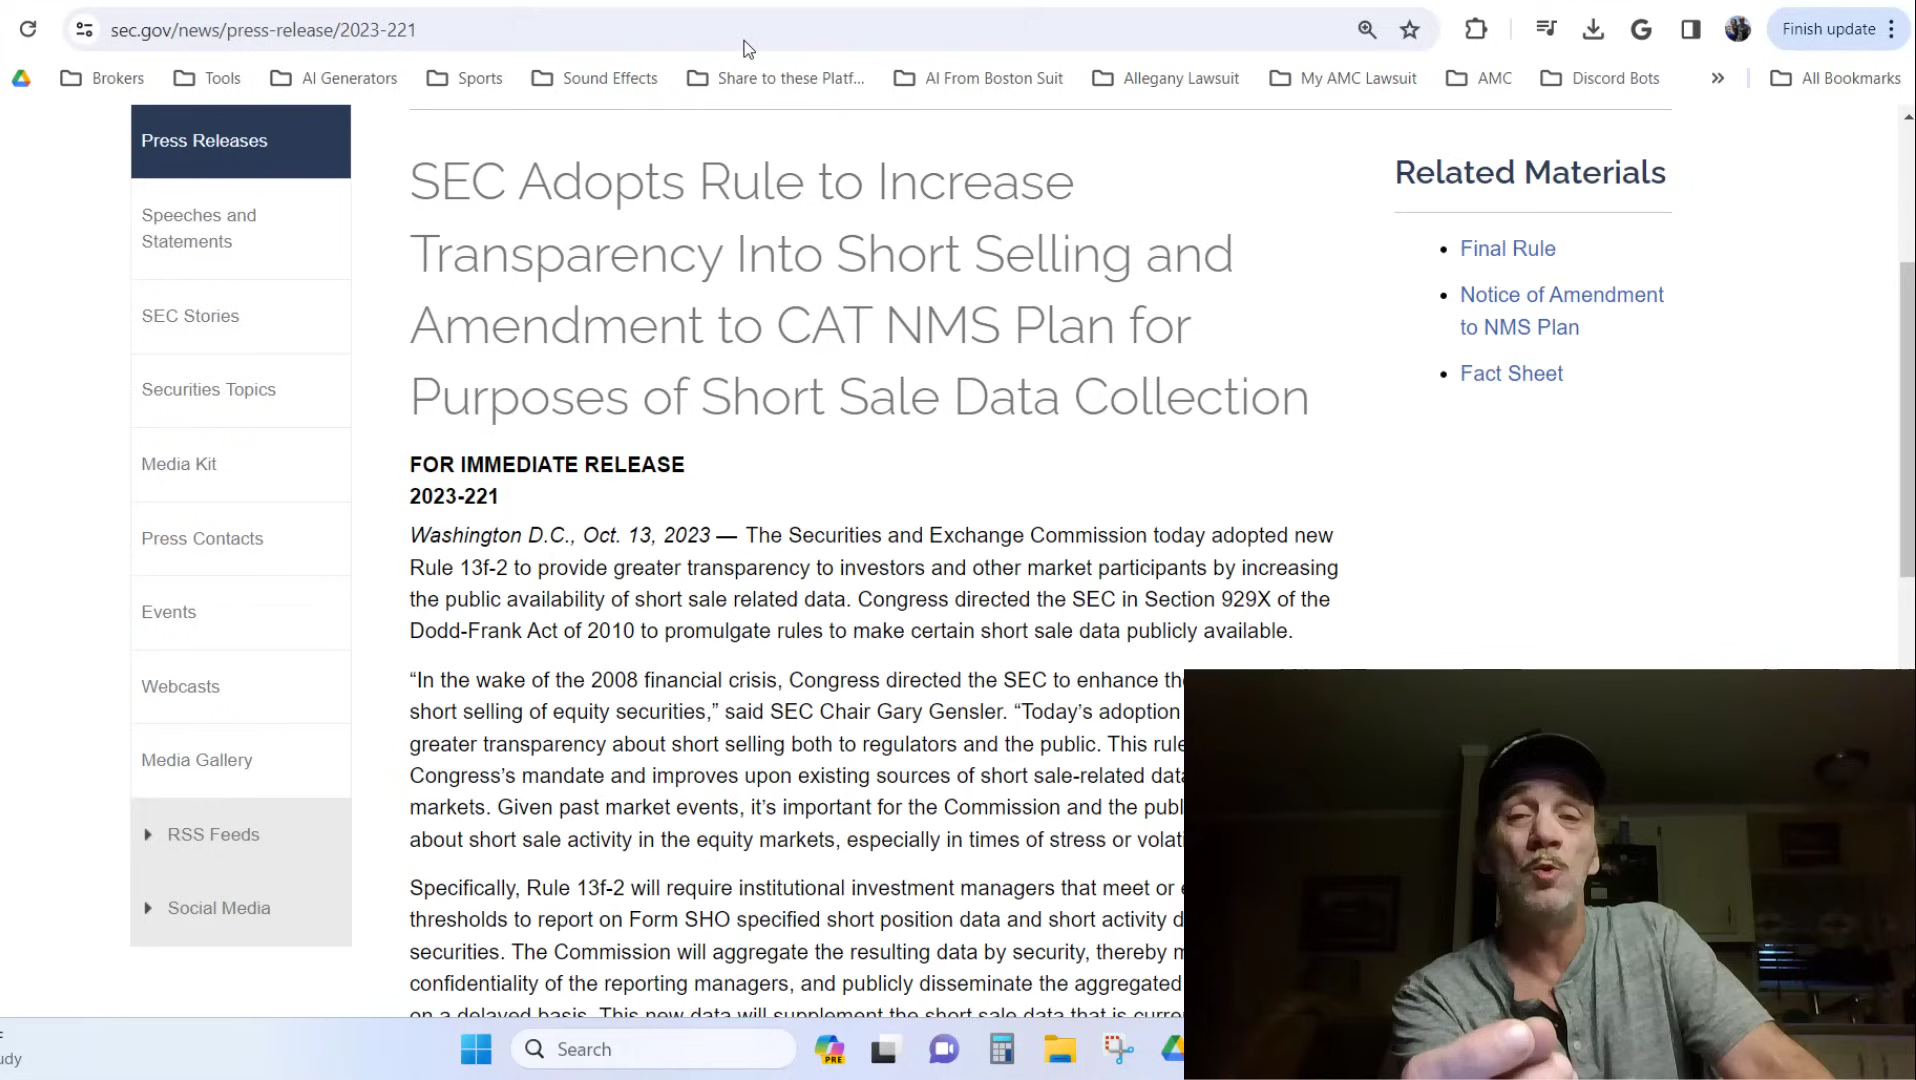 sec.gov/news/press-release/2023-221
Finish update
Brokers
Tools
AI Generators
Sports
Sound Effects
Share to these Platf...
AI From Boston Suit
Allegany Lawsuit
My AMC Lawsuit
AMC
Discord Bots
»
All Bookmarks
Press Releases
Speeches and
Statements
SEC Stories
Securities Topics
Media Kit
Press Contacts
Events
Webcasts
Media Gallery
RSS Feeds
Social Media
SEC Adopts Rule to Increase
Transparency Into Short Selling and
Amendment to CAT NMS Plan for
Purposes of Short Sale Data Collection
FOR IMMEDIATE RELEASE
2023-221
Washington D.C., Oct. 13, 2023 — The Securities and Exchange Commission today adopted new
Rule 13f-2 to provide greater transparency to investors and other market participants by increasing
the public availability of short sale related data. Congress directed the SEC in Section 929X of the
Dodd-Frank Act of 2010 to promulgate rules to make certain short sale data publicly available.
“In the wake of the 2008 financial crisis, Congress directed the SEC to enhance the
short selling of equity securities,” said SEC Chair Gary Gensler. “Today’s adoption
greater transparency about short selling both to regulators and the public. This rule
Congress’s mandate and improves upon existing sources of short sale-related data
markets. Given past market events, it’s important for the Commission and the publ
about short sale activity in the equity markets, especially in times of stress or volati
Specifically, Rule 13f-2 will require institutional investment managers that meet or e
thresholds to report on Form SHO specified short position data and short activity d
securities. The Commission will aggregate the resulting data by security, thereby m
confidentiality of the reporting managers, and publicly disseminate the aggregated
on a delayed basis. This new data will supplement the short sale data that is curre
Related Materials
Final Rule
Notice of Amendment
to NMS Plan
Fact Sheet
udy
Search
PRE